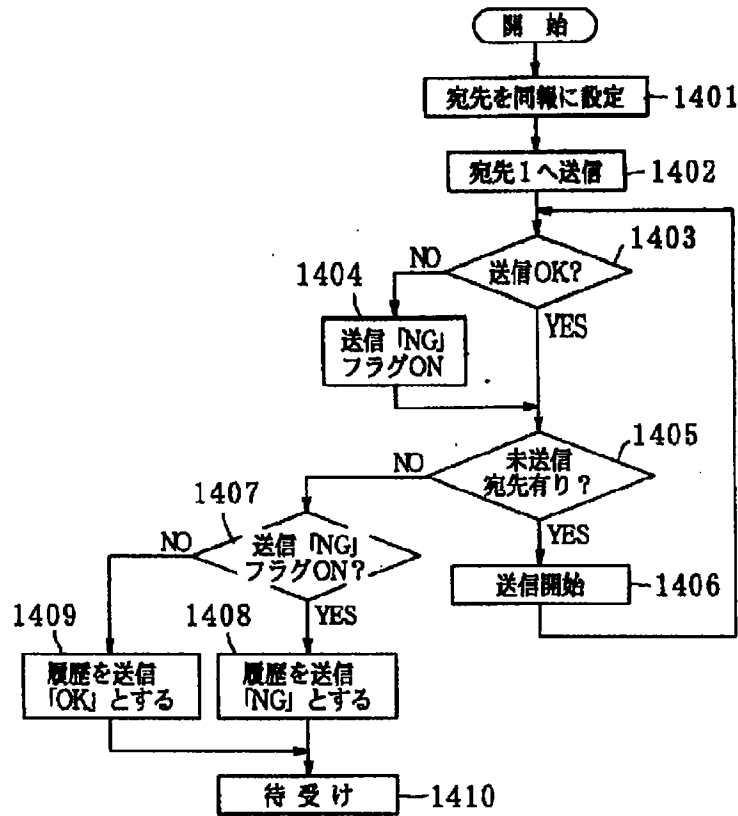 開 始
宛先を同報に設定
1401
宛先1へ送信
1402
送信OK?
1403
NO
YES
1404
送信「NG」
フラグON
未送信
宛先有り?
1405
NO
YES
送信開始
1406
1407
送信「NG」
フラグON?
NO
YES
1409
履歴を送信
「OK」とする
1408
履歴を送信
「NG」とする
待 受 け
1410